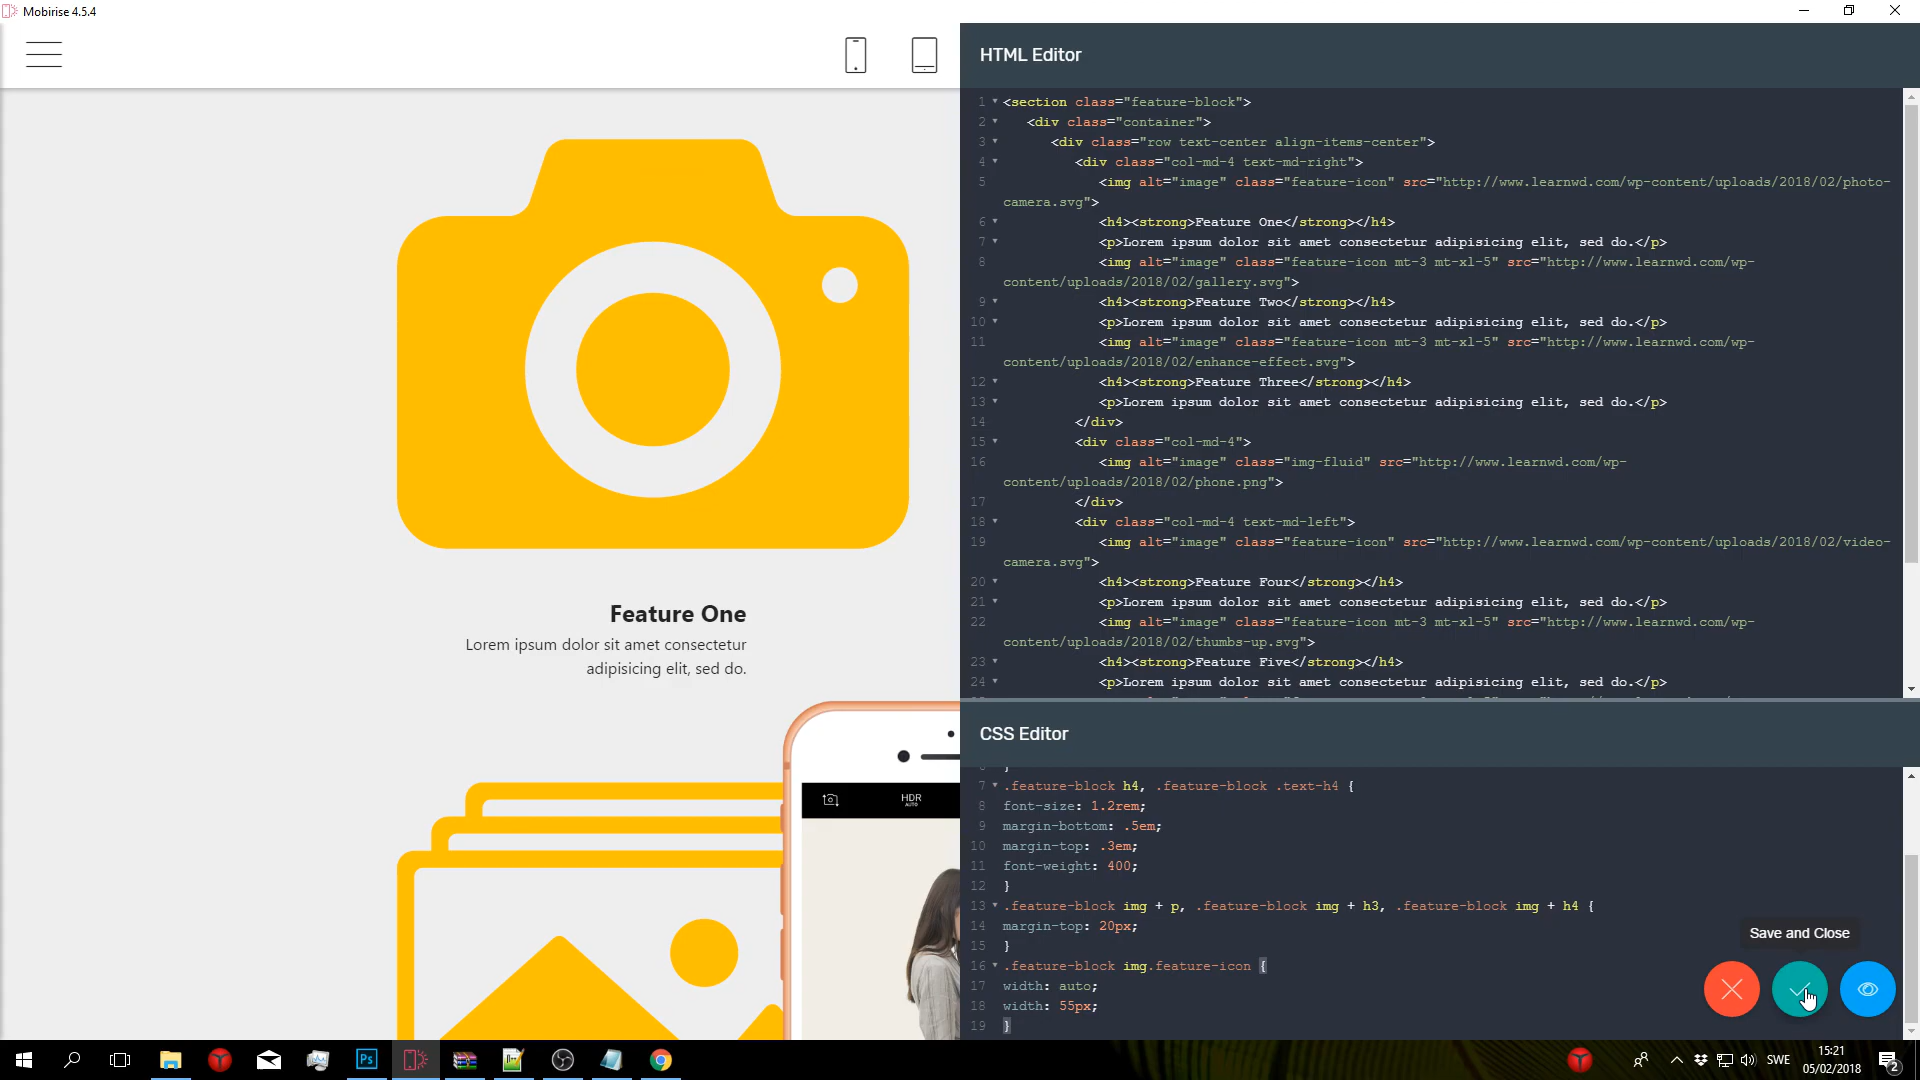 Mobirise 4.5.4
HTML Editor
1 <section class="feature-block">
2 <div class="container">
3 <div class="row text-center align-items-center">
4 <div class="col-md-4 text-md-right">
5 <img alt="image" class="feature-icon" src="http://www.learnwd.com/wp-content/uploads/2018/02/photo-
camera.svg">
6 <h4><strong>Feature One</strong></h4>
7 <p>Lorem ipsum dolor sit amet consectetur adipisicing elit, sed do.</p>
8 <img alt="image" class="feature-icon mt-3 mt-xl-5" src="http://www.learnwd.com/wp-
content/uploads/2018/02/gallery.svg">
9 <h4><strong>Feature Two</strong></h4>
10 <p>Lorem ipsum dolor sit amet consectetur adipisicing elit, sed do.</p>
11 <img alt="image" class="feature-icon mt-3 mt-xl-5" src="http://www.learnwd.com/wp-
content/uploads/2018/02/enhance-effect.svg">
12 <h4><strong>Feature Three</strong></h4>
13 <p>Lorem ipsum dolor sit amet consectetur adipisicing elit, sed do.</p>
14 </div>
15 <div class="col-md-4">
16 <img alt="image" class="img-fluid" src="http://www.learnwd.com/wp-
content/uploads/2018/02/phone.png">
17 </div>
18 <div class="col-md-4 text-md-left">
19 <img alt="image" class="feature-icon" src="http://www.learnwd.com/wp-content/uploads/2018/02/video-
camera.svg">
20 <h4><strong>Feature Four</strong></h4>
21 <p>Lorem ipsum dolor sit amet consectetur adipisicing elit, sed do.</p>
22 <img alt="image" class="feature-icon mt-3 mt-xl-5" src="http://www.learnwd.com/wp-
content/uploads/2018/02/thumbs-up.svg">
23 <h4><strong>Feature Five</strong></h4>
24 <p>Lorem ipsum dolor sit amet consectetur adipisicing elit, sed do.</p>
Feature One
Lorem ipsum dolor sit amet consectetur
adipisicing elit, sed do.
HDR
AUTO
CSS Editor
7 .feature-block h4, .feature-block .text-h4 {
8 font-size: 1.2rem;
9 margin-bottom: .5em;
10 margin-top: .3em;
11 font-weight: 400;
12 }
13 .feature-block img + p, .feature-block img + h3, .feature-block img + h4 {
14 margin-top: 20px;
15 }
16 .feature-block img.feature-icon {
17 width: auto;
18 width: 55px;
19 }
Save and Close
Ps
SWE
15:21
05/02/2018
2